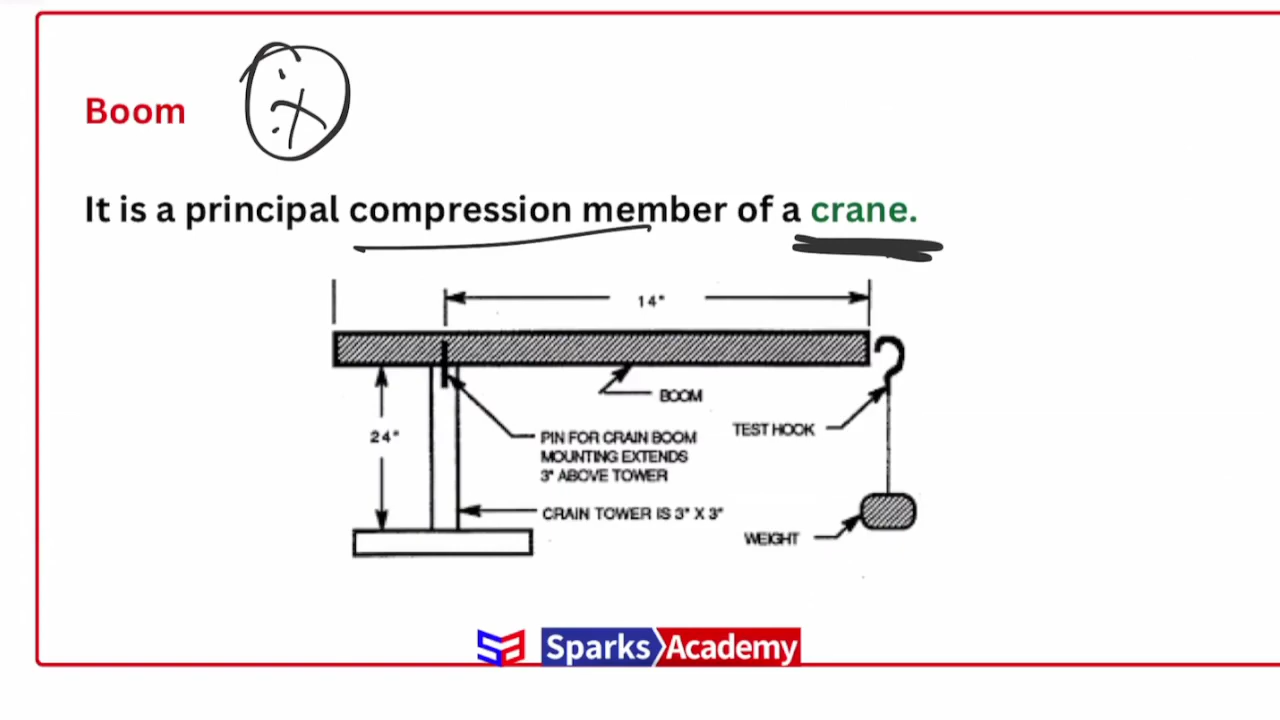 Boom
It is a principal compression member of a crane.
14"
BOOM
24"
TEST HOOK
PIN FOR CRAIN BOOM
MOUNTING EXTENDS
3" ABOVE TOWER
CRAIN TOWER IS 3" X 3"
WEIGHT
Sparks Academy